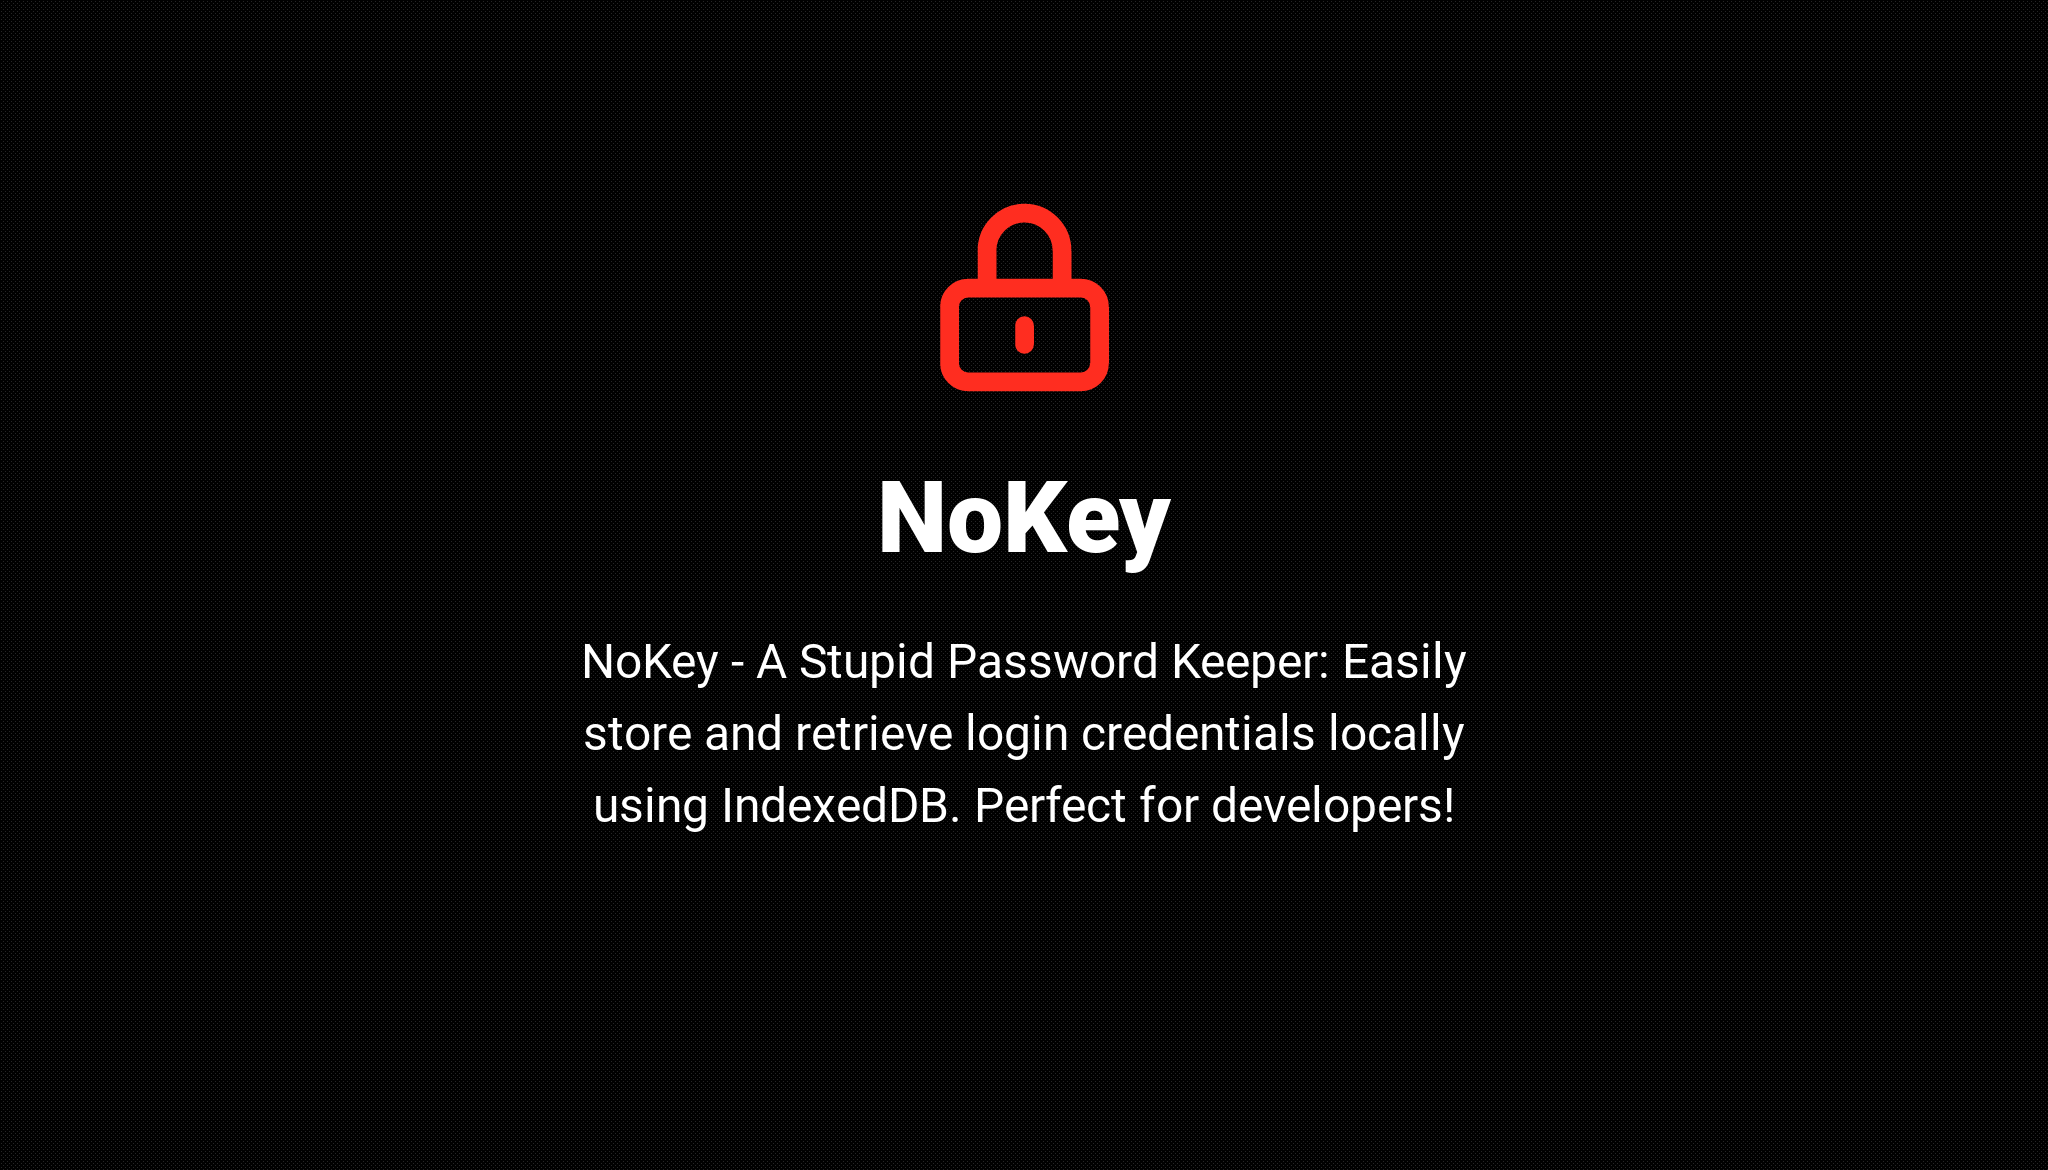 NoKey
NoKey - A Stupid Password Keeper: Easily
store and retrieve login credentials locally
using IndexedDB. Perfect for developers!